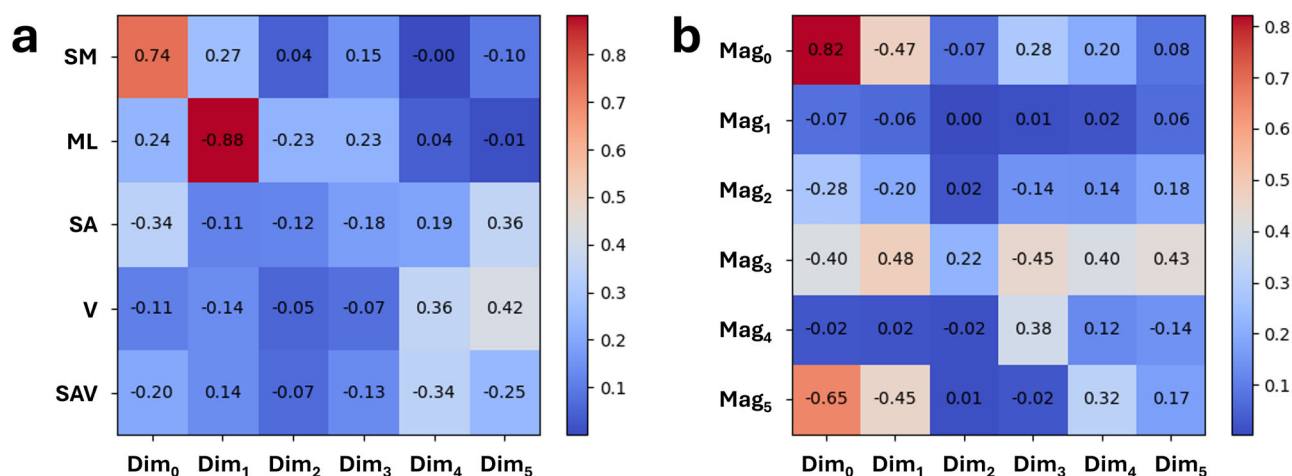 a
SM 0.74 0.27 0.04 0.15 -0.00 -0.10
ML 0.24 -0.88 -0.23 0.23 0.04 -0.01
SA -0.34 -0.11 -0.12 -0.18 0.19 0.36
V -0.11 -0.14 -0.05 -0.07 0.36 0.42
SAV -0.20 0.14 -0.07 -0.13 -0.34 -0.25
Dim₀ Dim₁ Dim₂ Dim₃ Dim₄ Dim₅
0.8
0.7
0.6
0.5
0.4
0.3
0.2
0.1
b
Mag₀ 0.82 -0.47 -0.07 0.28 0.20 0.08
Mag₁ -0.07 -0.06 0.00 0.01 0.02 0.06
Mag₂ -0.28 -0.20 0.02 -0.14 0.14 0.18
Mag₃ -0.40 0.48 0.22 -0.45 0.40 0.43
Mag₄ -0.02 0.02 -0.02 0.38 0.12 -0.14
Mag₅ -0.65 -0.45 0.01 -0.02 0.32 0.17
Dim₀ Dim₁ Dim₂ Dim₃ Dim₄ Dim₅
0.8
0.7
0.6
0.5
0.4
0.3
0.2
0.1